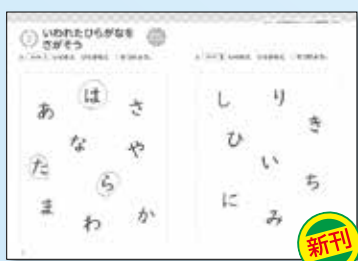 いわれたひらがなを
さがそう
あ は さ
な や
た ら
ま わ か
し り き
ひ い
に み ち
新刊